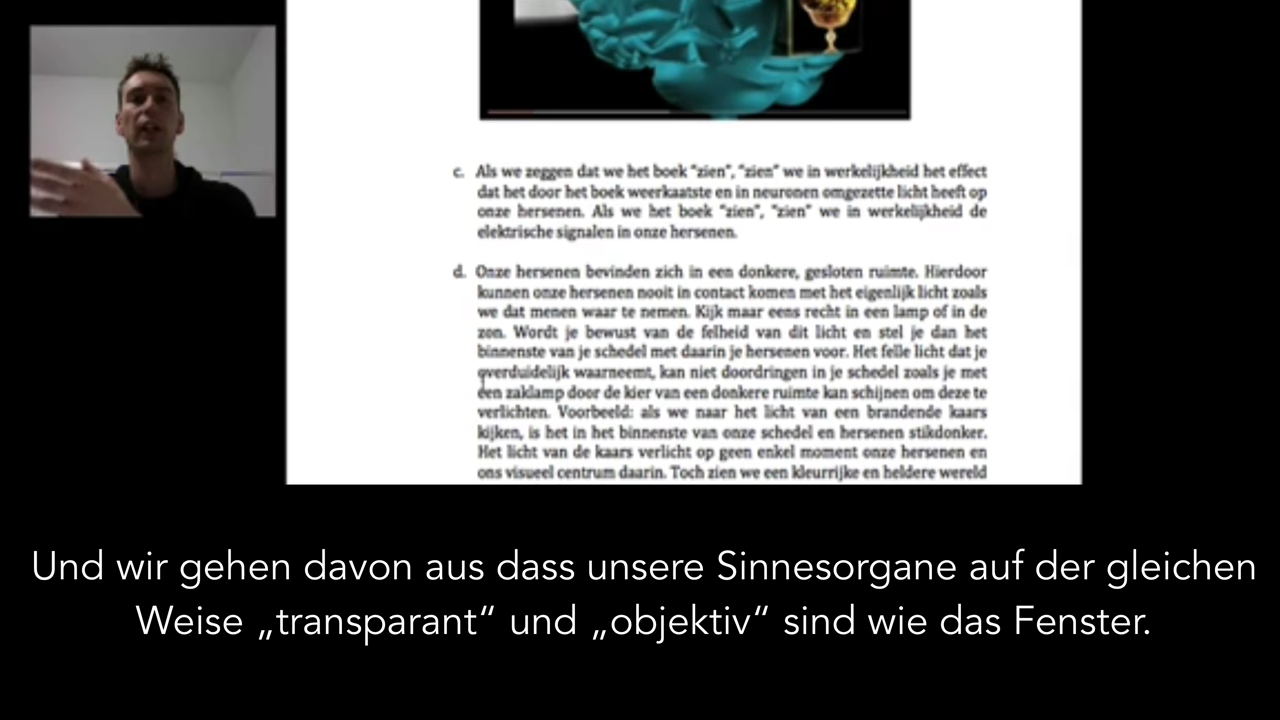 c. Als we zeggen dat we het boek "zien", "zien" we in werkelijkheid het effect
dat het door het boek weerkaatste en in neuronen omgezette licht heeft op
onze hersenen. Als we het boek "zien", "zien" we in werkelijkheid de
elektrische signalen in onze hersenen.
d. Onze hersenen bevinden zich in een donkere, gesloten ruimte. Hierdoor
kunnen onze hersenen nooit in contact komen met het eigenlijk licht zoals
we dat menen waar te nemen. Kijk maar eens recht in een lamp of in de
zon. Wordt je bewust van de felheid van dit licht en stel je dan het
binnenste van je schedel met daarin je hersenen voor. Het felle licht dat je
overduidelijk waarneemt, kan niet doordringen in je schedel zoals je met
een zaklamp door de kier van een donkere ruimte kan schijnen om deze te
verlichten. Voorbeeld: als we naar het licht van een brandende kaars
kijken, is het in het binnenste van onze schedel en hersenen stikdonker.
Het licht van de kaars verlicht op geen enkel moment onze hersenen en
ons visueel centrum daarin. Toch zien we een kleurrijke en heldere wereld
Und wir gehen davon aus dass unsere Sinnesorgane auf der gleichen
Weise „transparant“ und „objektiv“ sind wie das Fenster.